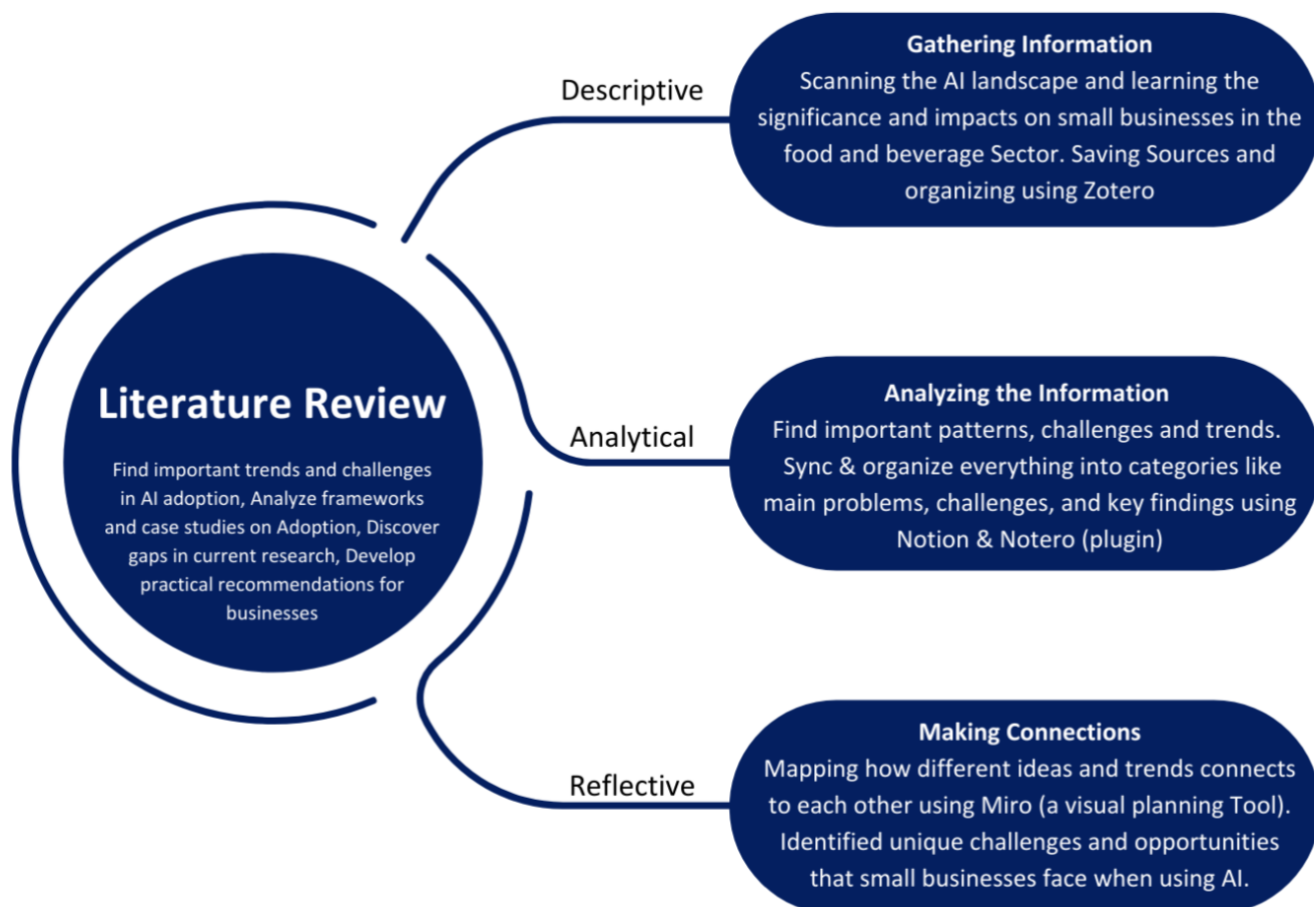 Descriptive
Gathering Information
Scanning the AI landscape and learning the
significance and impacts on small businesses in the
food and beverage Sector. Saving Sources and
organizing using Zotero
Literature Review
Find important trends and challenges
in AI adoption, Analyze frameworks
and case studies on Adoption, Discover
gaps in current research, Develop
practical recommendations for
businesses
Analytical
Analyzing the Information
Find important patterns, challenges and trends.
Sync & organize everything into categories like
main problems, challenges, and key findings using
Notion & Notero (plugin)
Reflective
Making Connections
Mapping how different ideas and trends connects
to each other using Miro (a visual planning Tool).
Identified unique challenges and opportunities
that small businesses face when using AI.